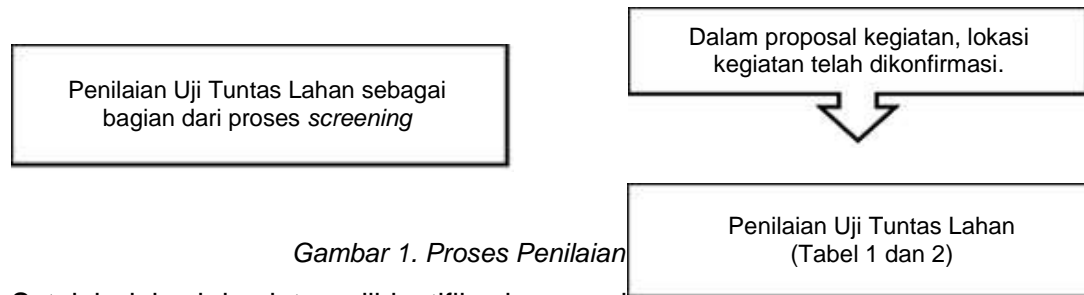 Dalam proposal kegiatan, lokasi
kegiatan telah dikonfirmasi.
Penilaian Uji Tuntas Lahan sebagai
bagian dari proses screening
Penilaian Uji Tuntas Lahan
(Tabel 1 dan 2)
Gambar 1. Proses Penilaian